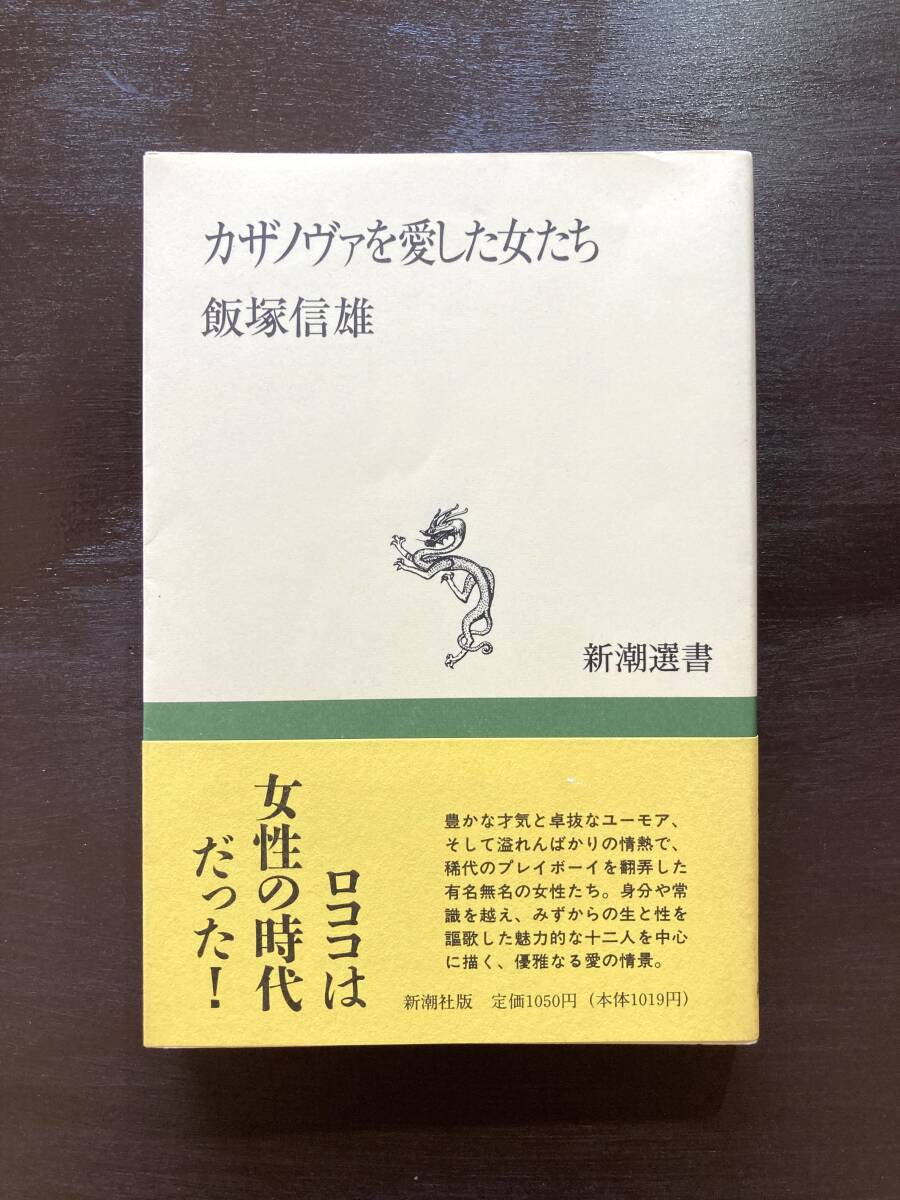 カザノヴァを愛した女たち
飯塚信雄
新潮選書
ロココは
女性の時代
だった！
豊かな才気と卓抜なユーモア、
そして溢れんばかりの情熱で、
稀代のプレイボーイを翻弄した
有名無名の女性たち。身分や常
識を越え、みずからの生と性を
謳歌した魅力的な十二人を中心
に描く、優雅なる愛の情景。
新潮社版 定価1050円（本体1019円）